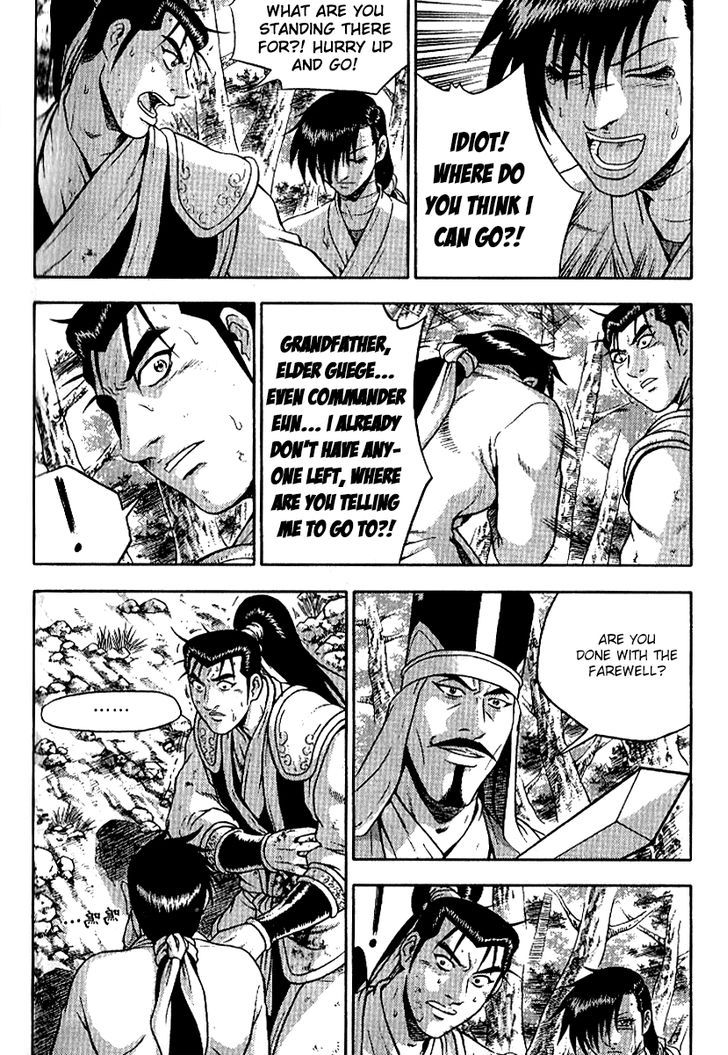 WHAT ARE YOU
STANDING THERE
FOR?! HURRY UP
AND GO!
IDIOT!
WHERE DO
YOU THINK I
CAN GO?!
!
GRANDFATHER,
ELDER GUEGE...
EVEN COMMANDER
EUN... I ALREADY
DON'T HAVE ANY-
ONE LEFT, WHERE
ARE YOU TELLING
ME TO GO TO?!
......
ARE YOU
DONE WITH THE
FAREWELL?
!